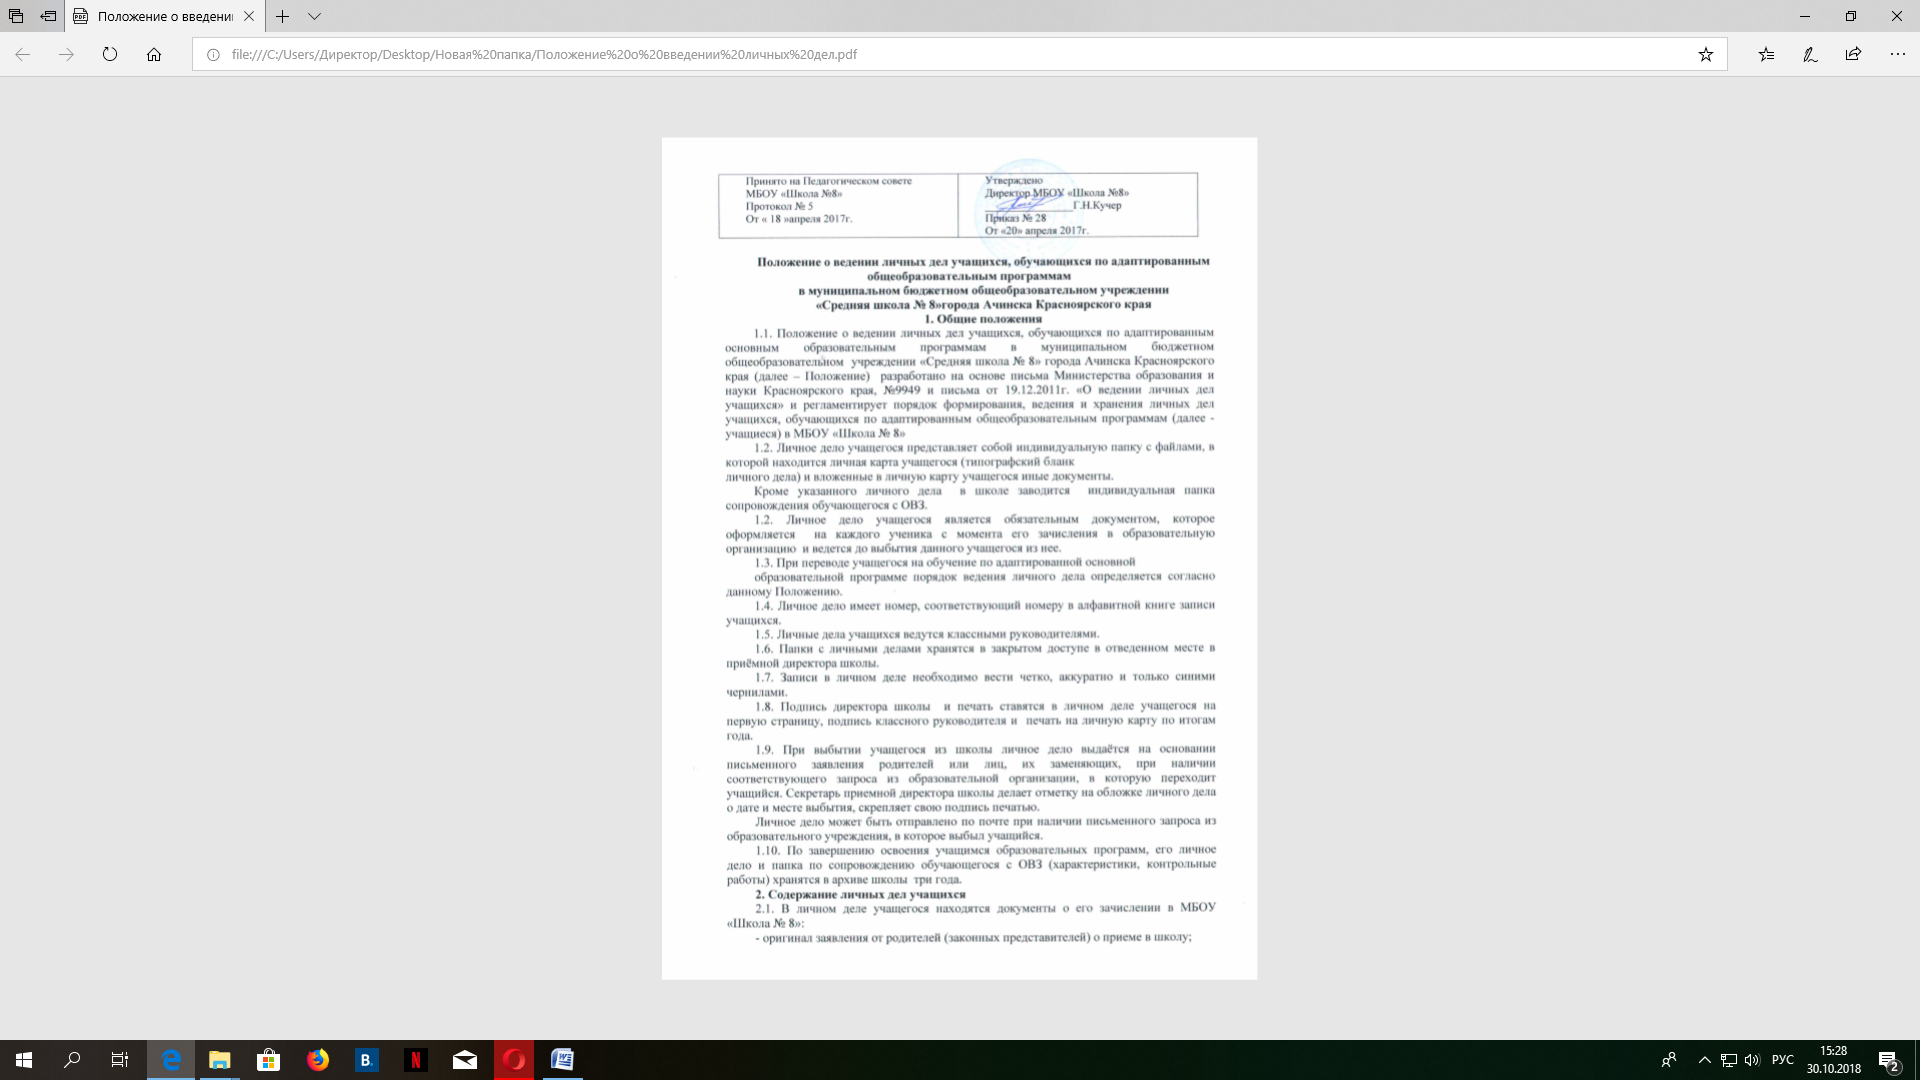 Положение о введени
file:///C:/Users/Директор/Desktop/Новая%20папка/Положение%20о%20введении%20личных%20дел.pdf
Принято на Педагогическом совете
МБОУ «Школа №8»
Протокол № 5
От « 18 »апреля 2017г.
Утверждено
Директор МБОУ «Школа №8»
Г.Н.Кучер
Приказ № 28
От «20» апреля 2017г.
Положение о ведении личных дел учащихся, обучающихся по адаптированным
общеобразовательным программам
в муниципальном бюджетном общеобразовательном учреждении
«Средняя школа № 8»города Ачинска Красноярского края
1. Общие положения
1.1. Положение о ведении личных дел учащихся, обучающихся по адаптированным
основным образовательным программам в муниципальном бюджетном
общеобразовательном учреждении «Средняя школа № 8» города Ачинска Красноярского
края (далее – Положение) разработано на основе письма Министерства образования и
науки Красноярского края, №9949 и письма от 19.12.2011г. «О ведении личных дел
учащихся» и регламентирует порядок формирования, ведения и хранения личных дел
учащихся, обучающихся по адаптированным общеобразовательным программам (далее -
учащиеся) в МБОУ «Школа № 8»
1.2. Личное дело учащегося представляет собой индивидуальную папку с файлами, в
которой находится личная карта учащегося (типографский бланк
личного дела) и вложенные в личную карту учащегося иные документы.
Кроме указанного личного дела в школе заводится индивидуальная папка
сопровождения обучающегося с ОВЗ.
1.2. Личное дело учащегося является обязательным документом, которое
оформляется на каждого ученика с момента его зачисления в образовательную
организацию и ведется до выбытия данного учащегося из нее.
1.3. При переводе учащегося на обучение по адаптированной основной
образовательной программе порядок ведения личного дела определяется согласно
данному Положению.
1.4. Личное дело имеет номер, соответствующий номеру в алфавитной книге записи
учащихся.
1.5. Личные дела учащихся ведутся классными руководителями.
1.6. Папки с личными делами хранятся в закрытом доступе в отведенном месте в
приёмной директора школы.
1.7. Записи в личном деле необходимо вести четко, аккуратно и только синими
чернилами.
1.8. Подпись директора школы и печать ставятся в личном деле учащегося на
первую страницу, подпись классного руководителя и печать на личную карту по итогам
года.
1.9. При выбытии учащегося из школы личное дело выдаётся на основании
письменного заявления родителей или лиц, их заменяющих, при наличии
соответствующего запроса из образовательной организации, в которую переходит
учащийся. Секретарь приемной директора школы делает отметку на обложке личного дела
о дате и месте выбытия, скрепляет свою подпись печатью.
Личное дело может быть отправлено по почте при наличии письменного запроса из
образовательного учреждения, в которое выбыл учащийся.
1.10. По завершению освоения учащимся образовательных программ, его личное
дело и папка по сопровождению обучающегося с ОВЗ (характеристики, контрольные
работы) хранятся в архиве школы три года.
2. Содержание личных дел учащихся
2.1. В личном деле учащегося находятся документы о его зачислении в МБОУ
«Школа № 8»:
- оригинал заявления от родителей (законных представителей) о приеме в школу;
B.
N
РУС
15:28
30.10.2018
2